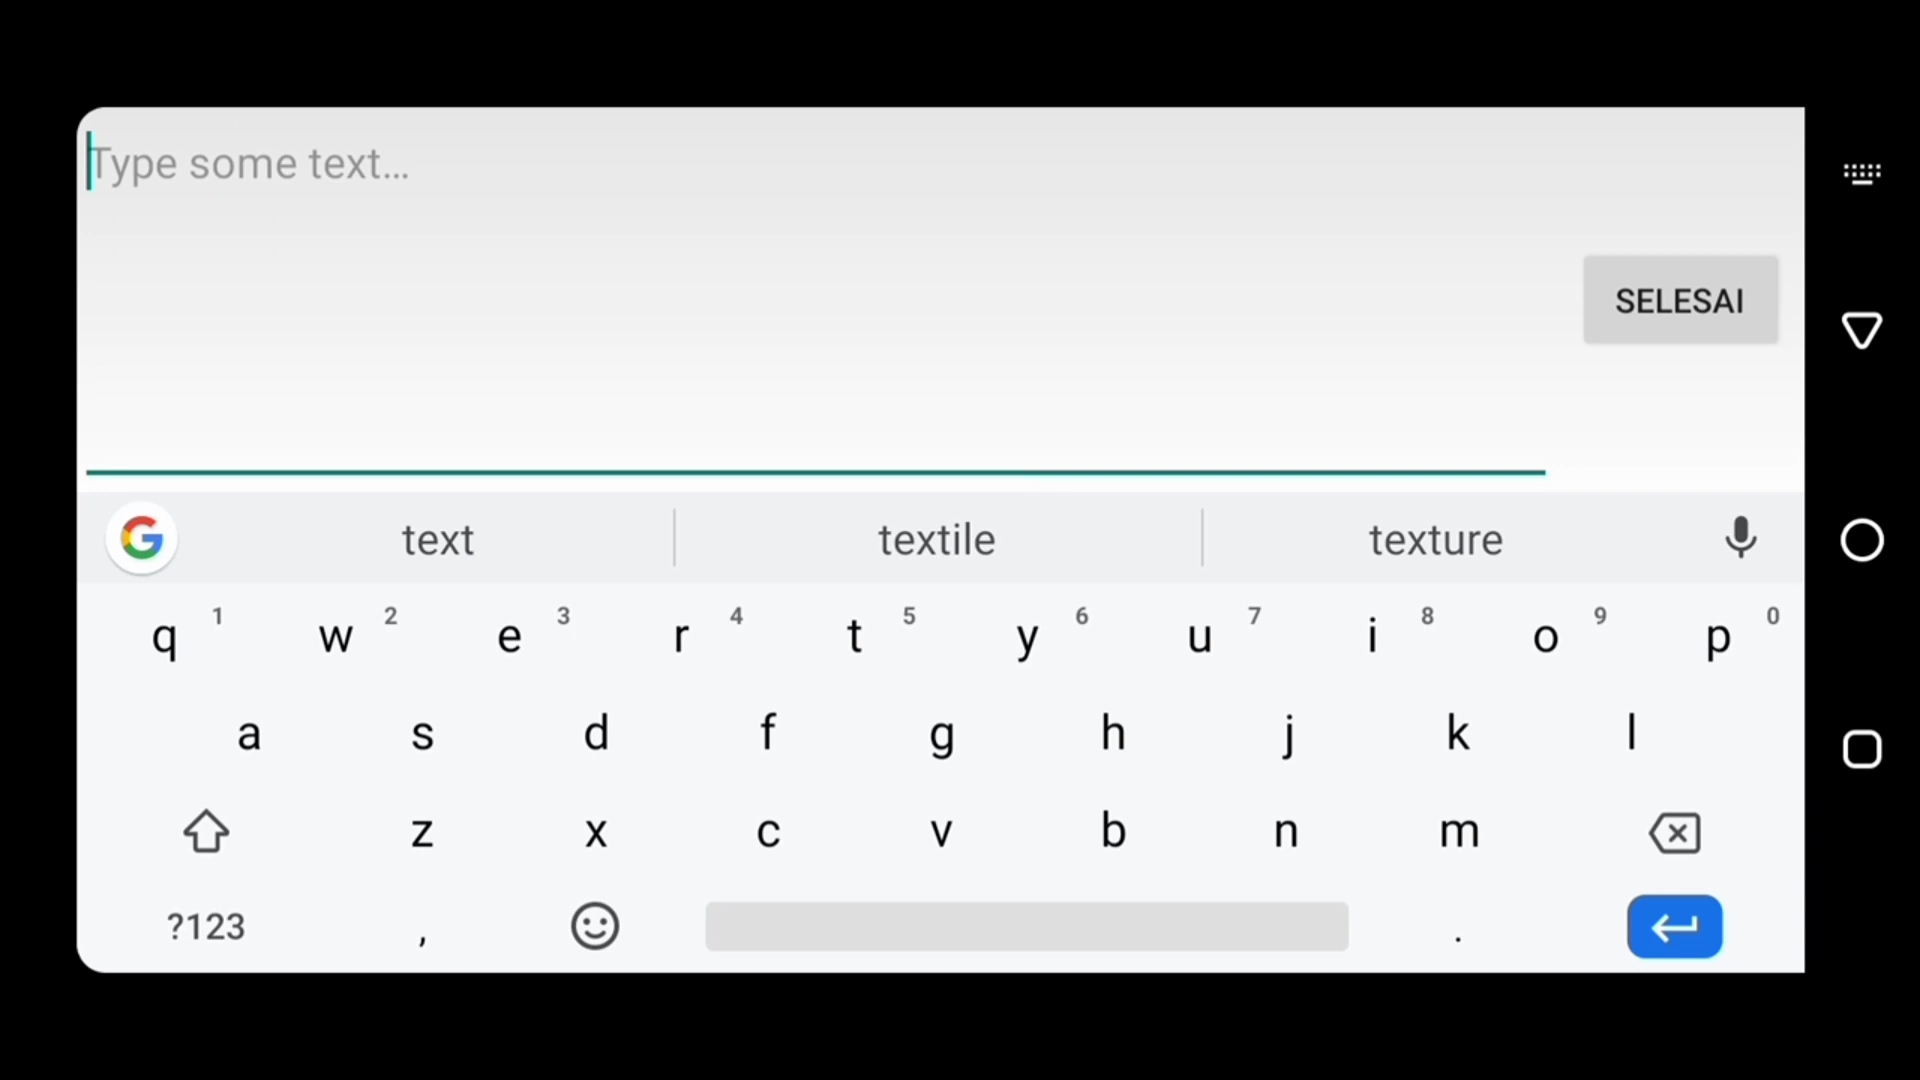 Type some text...
SELESAI
text textile texture
q 1 w 2 e 3 r 4 t 5 y 6 u 7 i 8 o 9 p 0
a s d f g h j k l
z x c v b n m
?123 , .